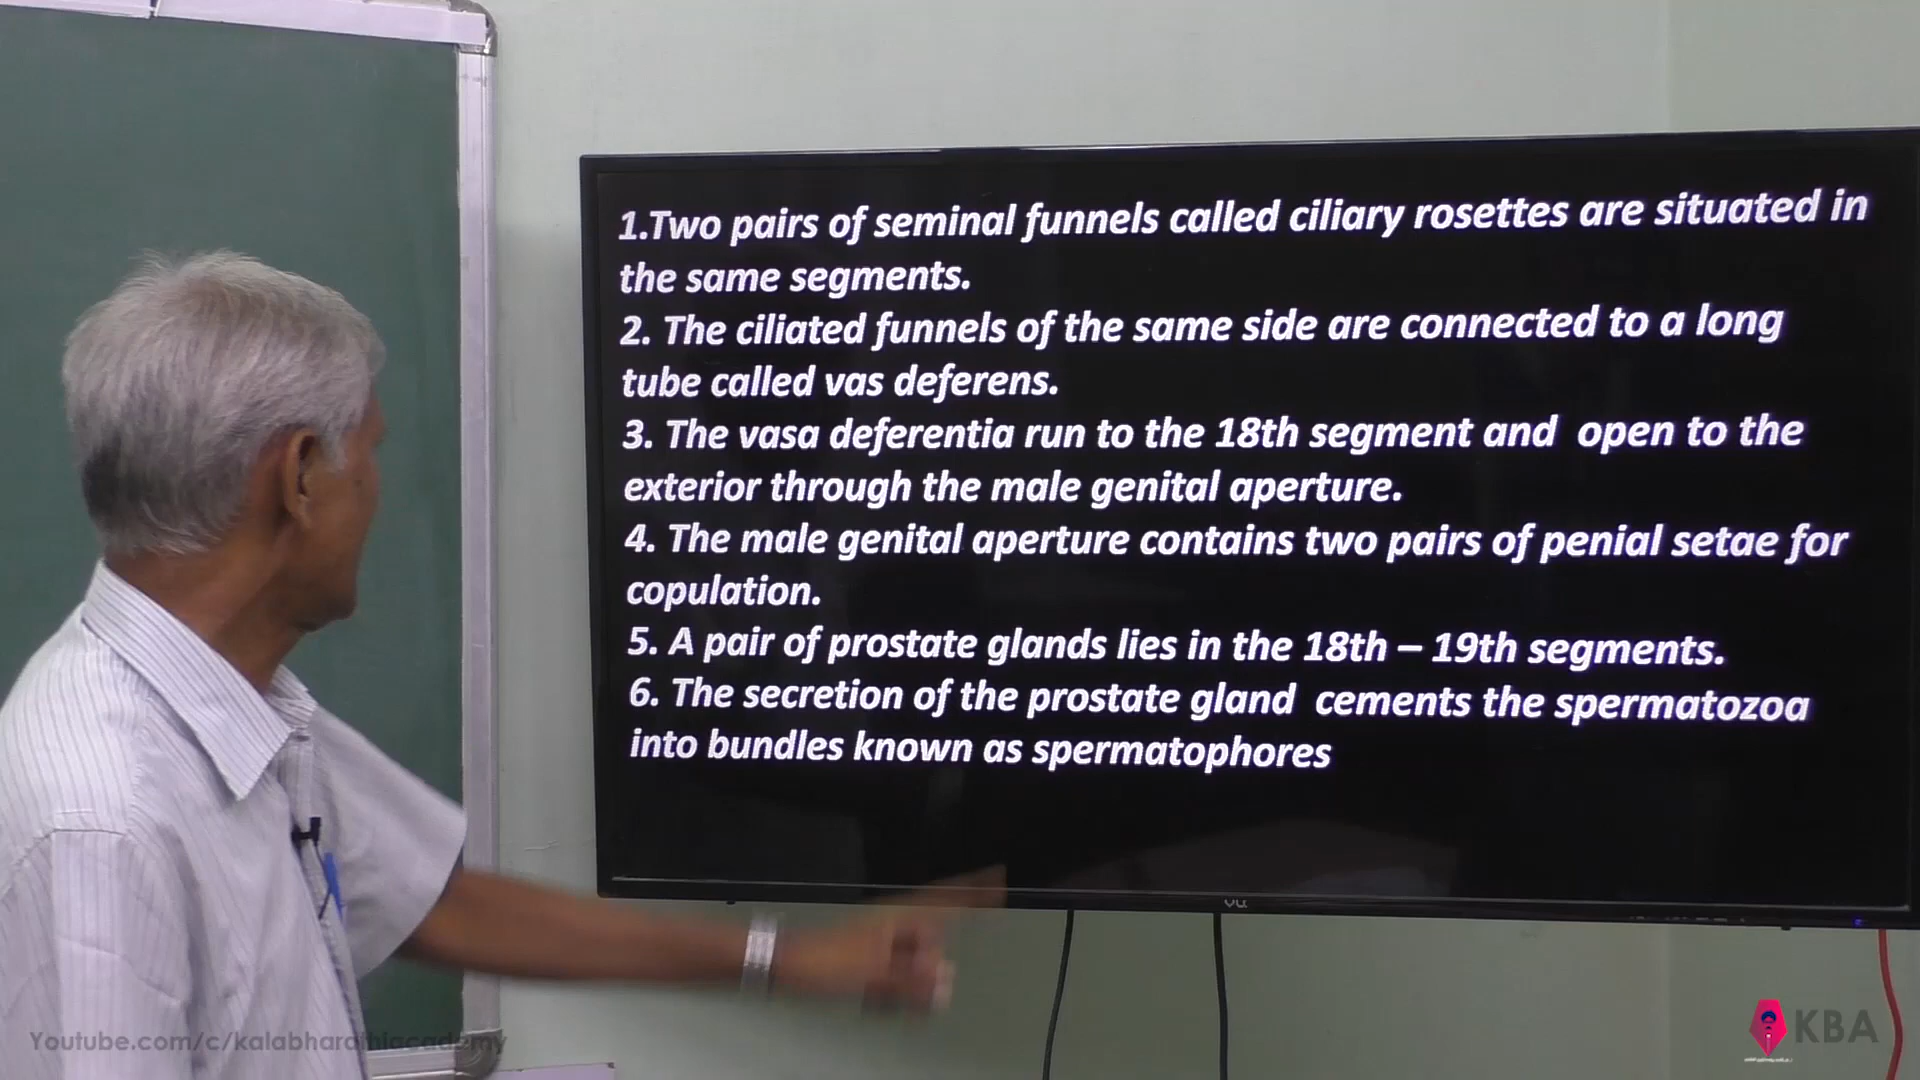 1.Two pairs of seminal funnels called ciliary rosettes are situated in
the same segments.
2. The ciliated funnels of the same side are connected to a long
tube called vas deferens.
3. The vasa deferentia run to the 18th segment and open to the
exterior through the male genital aperture.
4. The male genital aperture contains two pairs of penial setae for
copulation.
5. A pair of prostate glands lies in the 18th – 19th segments.
6. The secretion of the prostate gland cements the spermatozoa
into bundles known as spermatophores
Vu
Youtube.com/c/kalabharathiacademy
KBA